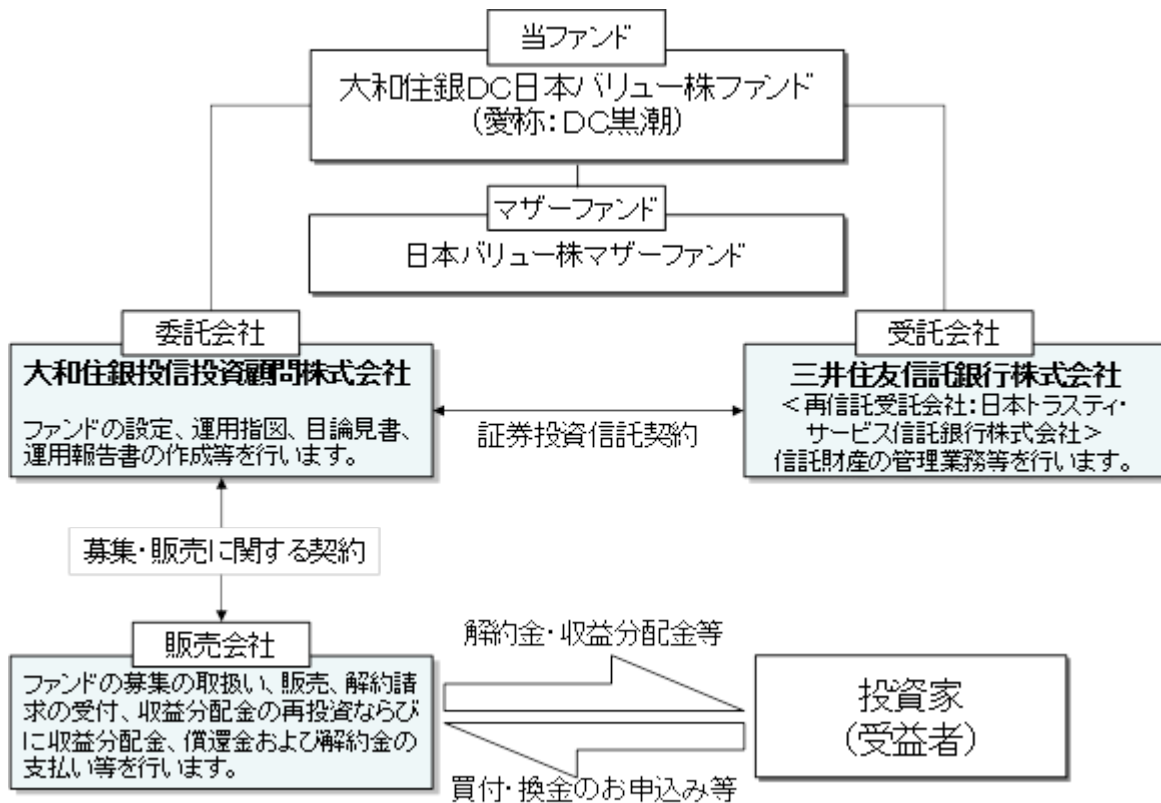 当ファンド
大和住銀DC日本バリュー株ファンド
(愛称:DC黒潮)
マザーファンド
日本バリュー株マザーファンド
委託会社
大和住銀投信投資顧問株式会社
ファンドの設定、運用指図、目論見書、
運用報告書の作成等を行います。
証券投資信託契約
受託会社
三井住友信託銀行株式会社
<再信託受託会社:日本トラスティ・
サービス信託銀行株式会社>
信託財産の管理業務等を行います。
募集・販売に関する契約
販売会社
ファンドの募集の取扱い、販売、解約請
求の受付、収益分配金の再投資ならび
に収益分配金、償還金および解約金の
支払い等を行います。
解約金・収益分配金等
買付・換金のお申込み等
投資家
(受益者)